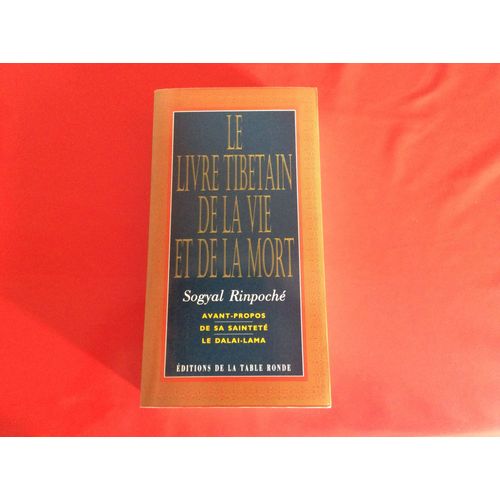 LE
LIVRE TIBETAIN
DE LA VIE
ET DE LA MORT
Sogyal Rinpoché
AVANT-PROPOS
DE SA SAINTETÉ
LE DALAI-LAMA
ÉDITIONS DE LA TABLE RONDE